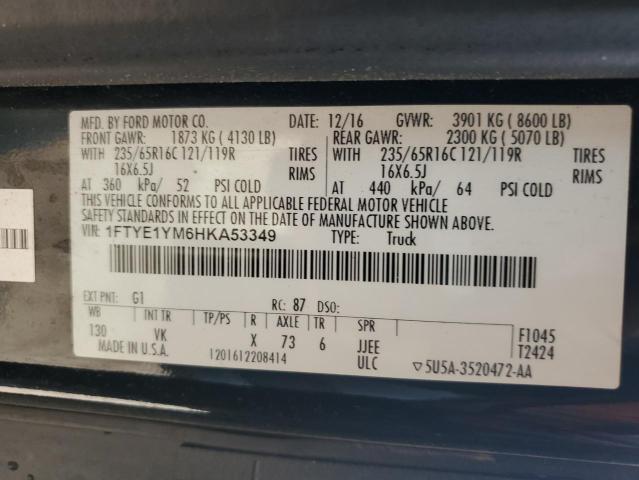 MFD. BY FORD MOTOR CO. DATE: 12/16 GVWR: 3901 KG ( 8600 LB)
FRONT GAWR: 1873 KG ( 4130 LB) REAR GAWR: 2300 KG ( 5070 LB)
WITH 235/65R16C 121/119R TIRES WITH 235/65R16C 121/119R TIRES
16X6.5J RIMS 16X6.5J RIMS
AT 360 kPa/ 52 PSI COLD AT 440 kPa/ 64 PSI COLD
THIS VEHICLE CONFORMS TO ALL APPLICABLE FEDERAL MOTOR VEHICLE
SAFETY STANDARDS IN EFFECT ON THE DATE OF MANUFACTURE SHOWN ABOVE.
VIN: 1FTYE1YM6HKA53349 TYPE: Truck
EXT PNT: G1 RC: 87 DSO:
WB INT TR TP/PS R AXLE TR SPR
130 VK X 73 6 JJEE F1045
MADE IN U.S.A. 1201612208414 ULC T2424
▽5U5A-3520472-AA